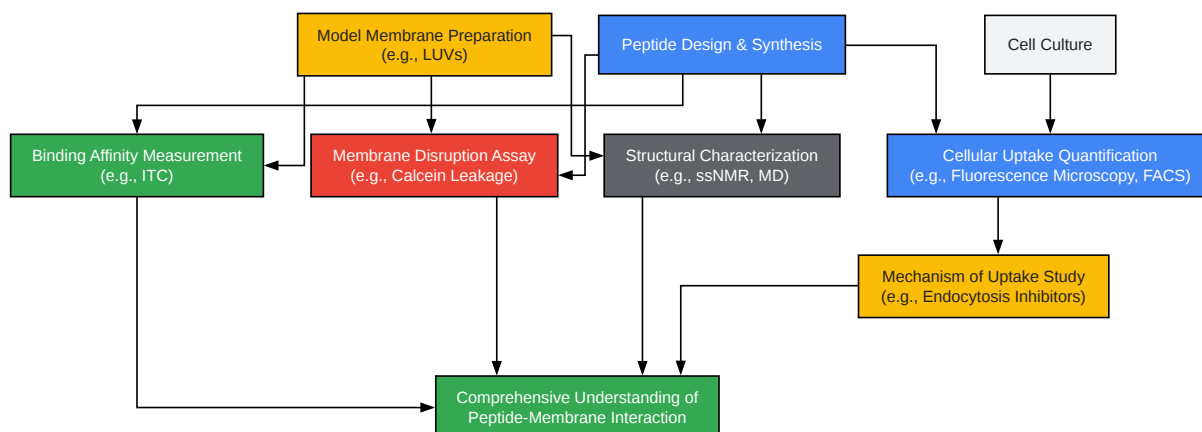 Model Membrane Preparation
(e.g., LUVs)
Peptide Design & Synthesis
Cell Culture
Binding Affinity Measurement
(e.g., ITC)
Membrane Disruption Assay
(e.g., Calcein Leakage)
Structural Characterization
(e.g., ssNMR, MD)
Cellular Uptake Quantification
(e.g., Fluorescence Microscopy, FACS)
Mechanism of Uptake Study
(e.g., Endocytosis Inhibitors)
Comprehensive Understanding of
Peptide-Membrane Interaction